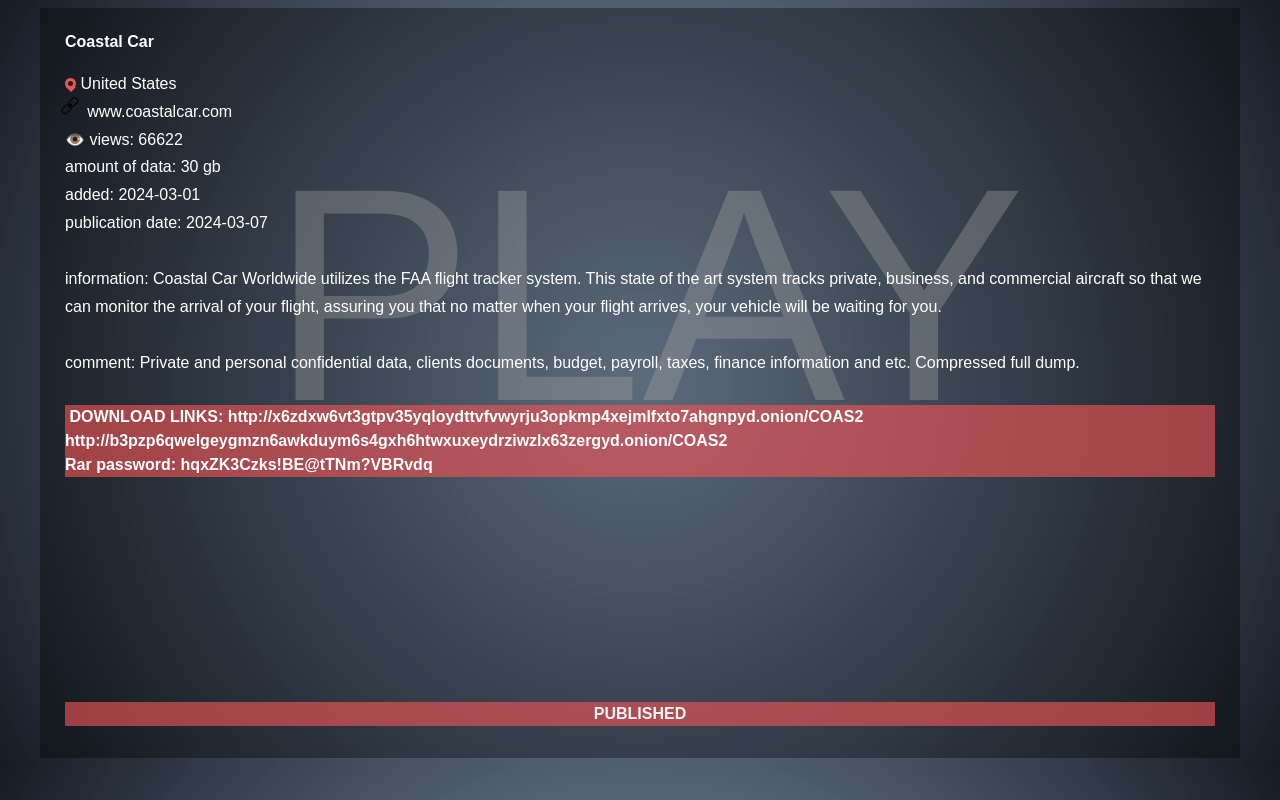 Coastal Car
United States
www.coastalcar.com
views: 66622
amount of data: 30 gb
added: 2024-03-01
publication date: 2024-03-07
PLAY
information: Coastal Car Worldwide utilizes the FAA flight tracker system. This state of the art system tracks private, business, and commercial aircraft so that we
can monitor the arrival of your flight, assuring you that no matter when your flight arrives, your vehicle will be waiting for you.
comment: Private and personal confidential data, clients documents, budget, payroll, taxes, finance information and etc. Compressed full dump.
DOWNLOAD LINKS: http://x6zdxw6vt3gtpv35yqloydttvfvwyrju3opkmp4xejmlfxto7ahgnpyd.onion/COAS2
http://b3pzp6qwelgeygmzn6awkduym6s4gxh6htwxuxeydrziwzlx63zergyd.onion/COAS2
Rar password: hqxZK3Czks!BE@tTNm?VBRvdq
PUBLISHED